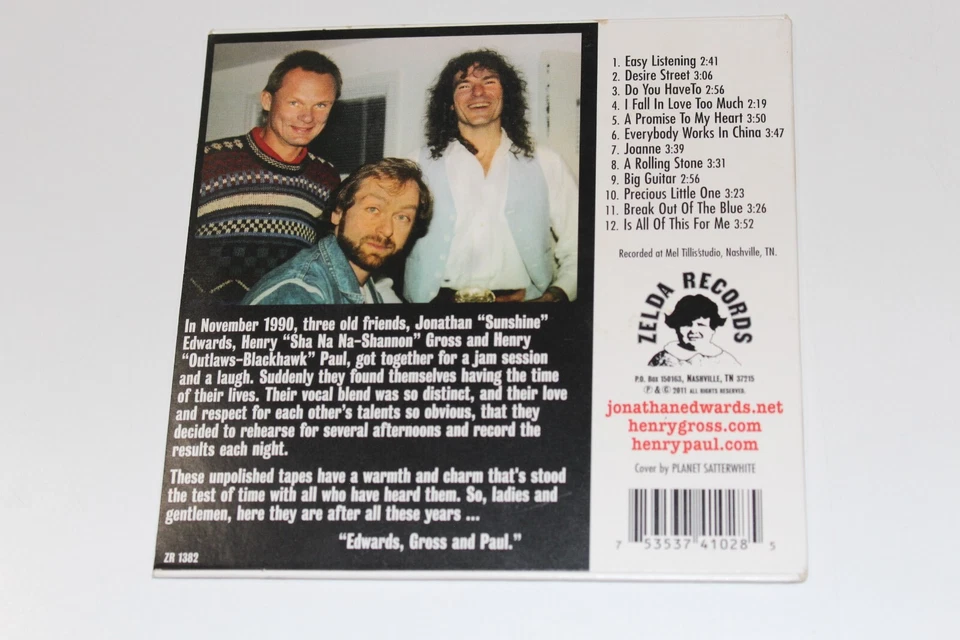 1. Easy Listening 2:41
2. Desire Street 3:06
3. Do You HaveTo 2:56
4. I Fall In Love Too Much 2:19
5. A Promise To My Heart 3:50
6. Everybody Works In China 3:47
7. Joanne 3:39
8. A Rolling Stone 3:31
9. Big Guitar 2:56
10. Precious Little One 3:23
11. Break Out Of The Blue 3:26
12. Is All Of This For Me 3:52
Recorded at Mel Tillis'studio, Nashville, TN.
ZELDA RECORDS
P.O. Box 150163, Nashville, TN 37215
℗ & © 2011 ALL RIGHTS RESERVED.
jonathanedwards.net
henrygross.com
henrypaul.com
Cover by PLANET SATTERWHITE
7 53537 41028 5
In November 1990, three old friends, Jonathan “Sunshine”
Edwards, Henry “Sha Na Na-Shannon” Gross and Henry
“Outlaws-Blackhawk” Paul, got together for a jam session
and a laugh. Suddenly they found themselves having the time
of their lives. Their vocal blend was so distinct, and their love
and respect for each other's talents so obvious, that they
decided to rehearse for several afternoons and record the
results each night.
These unpolished tapes have a warmth and charm that's stood
the test of time with all who have heard them. So, ladies and
gentlemen, here they are after all these years ...
“Edwards, Gross and Paul.”
ZR 1382